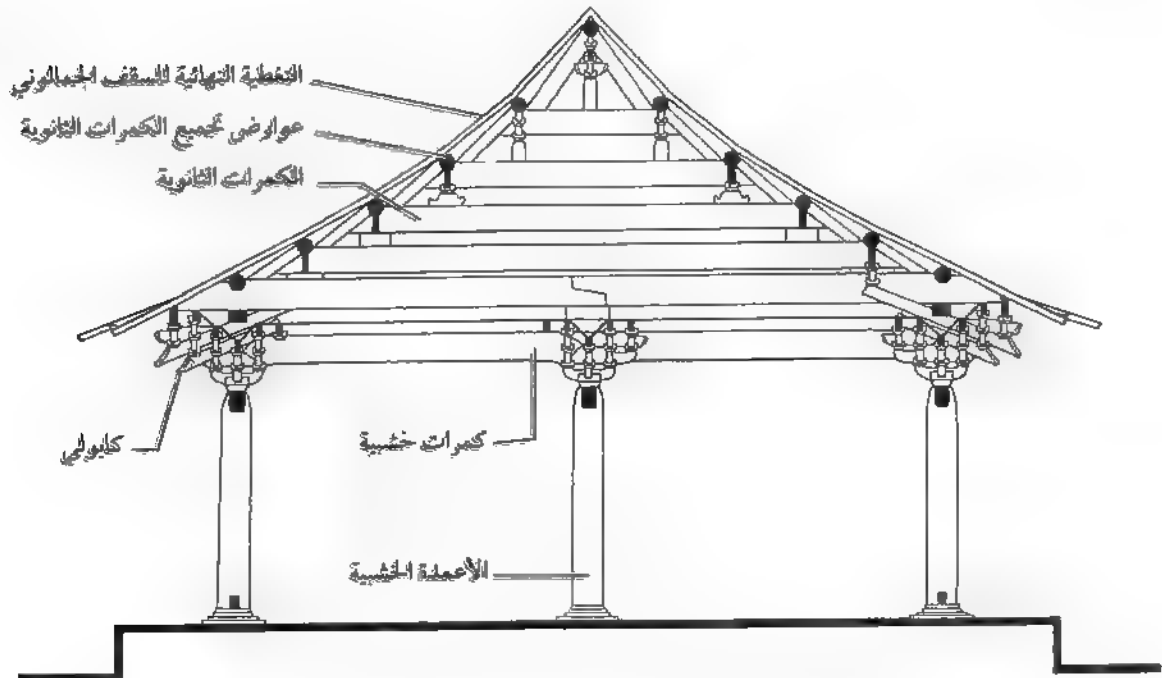 التغطية النهائية للسقف الجمالوني
عوارض تجميع الكمرات الثانوية
الكمرات الثانوية
كابولي
كمرات خشبية
الأعمدة الخشبية